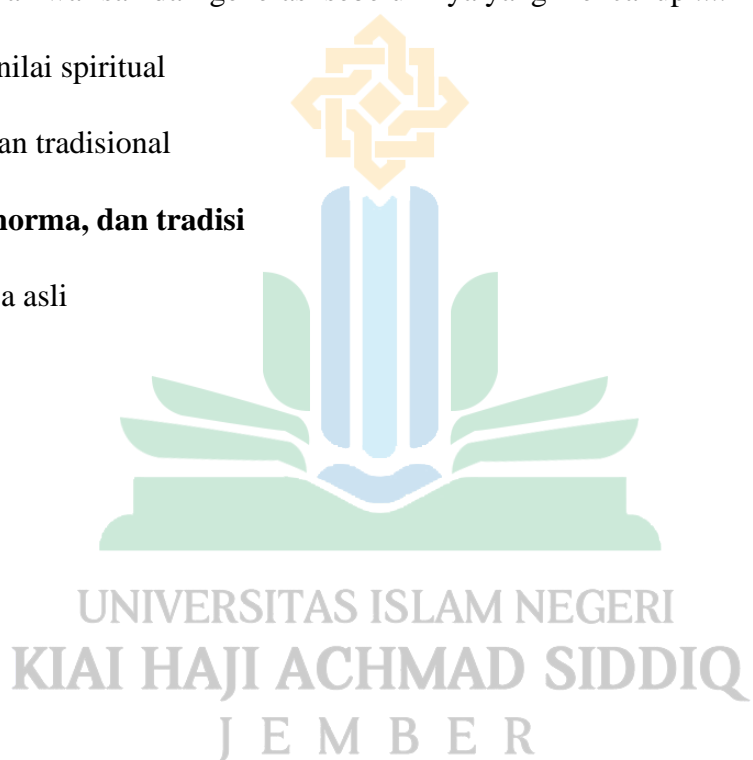 nilai spiritual
an tradisional
norma, dan tradisi
a asli
UNIVERSITAS ISLAM NEGERI
KIAI HAJI ACHMAD SIDDIQ
J E M B E R